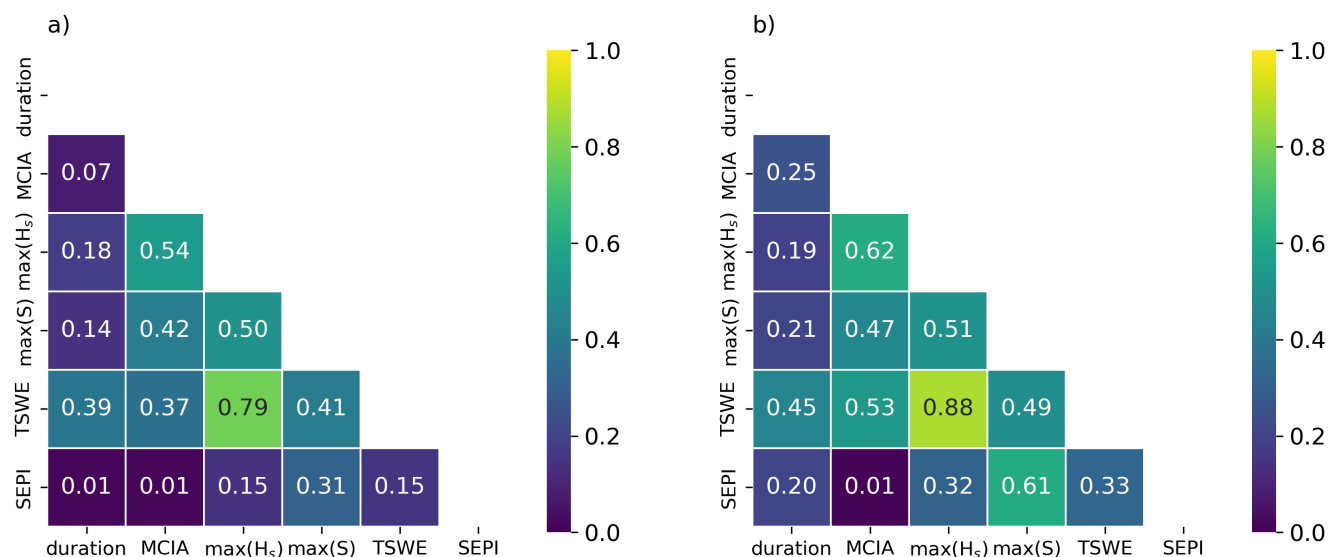 a)
duration
MCIA
max(Hₛ)
max(S)
TSWE
SEPI
0.07
0.18 0.54
0.14 0.42 0.50
0.39 0.37 0.79 0.41
0.01 0.01 0.15 0.31 0.15
duration MCIA max(Hₛ) max(S) TSWE SEPI
1.0
0.8
0.6
0.4
0.2
0.0
b)
duration
MCIA
max(Hₛ)
max(S)
TSWE
SEPI
0.25
0.19 0.62
0.21 0.47 0.51
0.45 0.53 0.88 0.49
0.20 0.01 0.32 0.61 0.33
duration MCIA max(Hₛ) max(S) TSWE SEPI
1.0
0.8
0.6
0.4
0.2
0.0